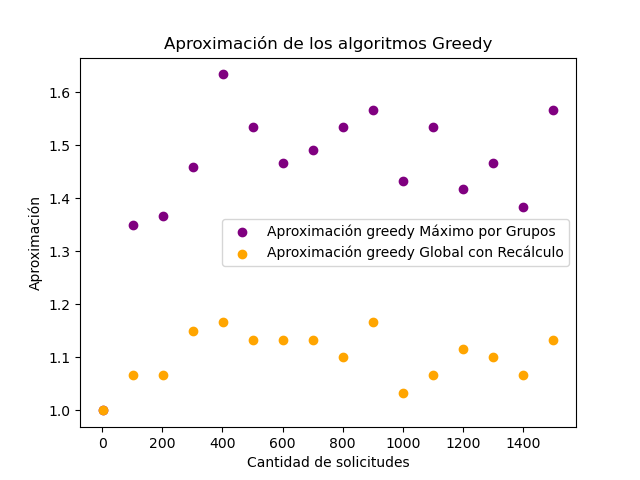 Aproximación de los algoritmos Greedy
Aproximación
1.6
1.5
1.4
1.3
1.2
1.1
1.0
Aproximación greedy Máximo por Grupos
Aproximación greedy Global con Recálculo
0 200 400 600 800 1000 1200 1400
Cantidad de solicitudes